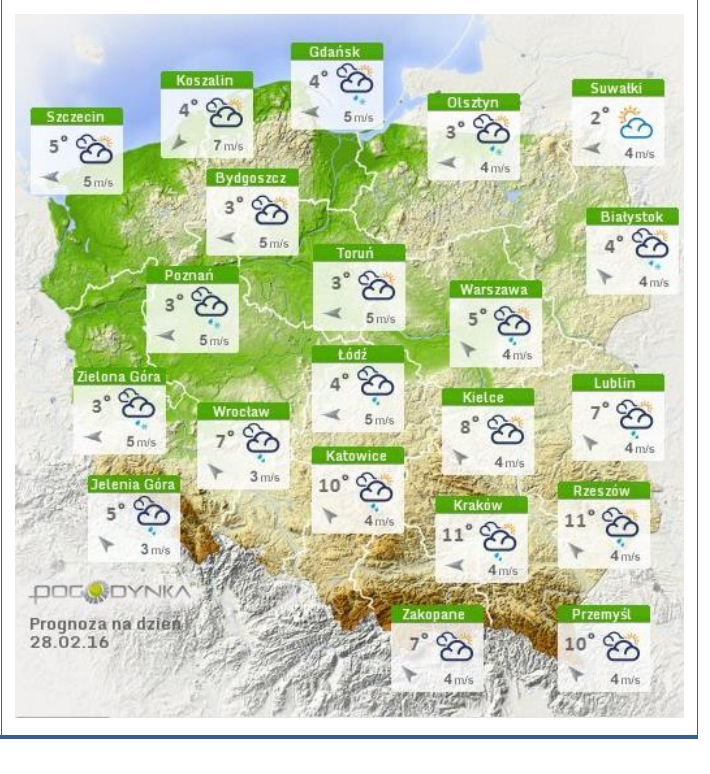 Gdańsk
4°
5 m/s
Koszalin
4°
7 m/s
Suwałki
2°
4 m/s
Olsztyn
3°
4 m/s
Szczecin
5°
5 m/s
Bydgoszcz
3°
5 m/s
Białystok
4°
4 m/s
Toruń
3°
5 m/s
Poznań
3°
5 m/s
Warszawa
5°
4 m/s
Łódź
4°
5 m/s
Zielona Góra
3°
5 m/s
Lublin
7°
4 m/s
Kielce
8°
4 m/s
Wrocław
7°
3 m/s
Katowice
10°
4 m/s
Jelenia Góra
5°
3 m/s
Rzeszów
11°
4 m/s
Kraków
11°
4 m/s
POGODYNKA
Prognoza na dzień
28.02.16
Zakopane
7°
4 m/s
Przemyśl
10°
4 m/s